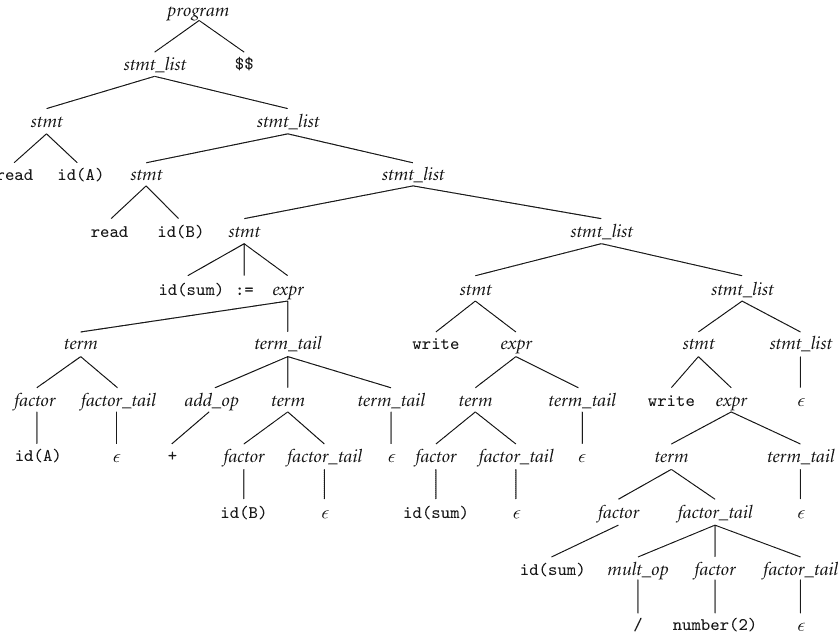 program
stmt_list $$
stmt stmt_list
read id(A) stmt stmt_list
read id(B) stmt stmt_list
id(sum) := expr stmt stmt_list
term term_tail write expr stmt stmt_list
factor factor_tail add_op term term_tail term term_tail write expr ϵ
id(A) ϵ + factor factor_tail ϵ factor factor_tail ϵ term term_tail
id(B) ϵ id(sum) ϵ factor factor_tail ϵ
id(sum) mult_op factor factor_tail
/ number(2) ϵ